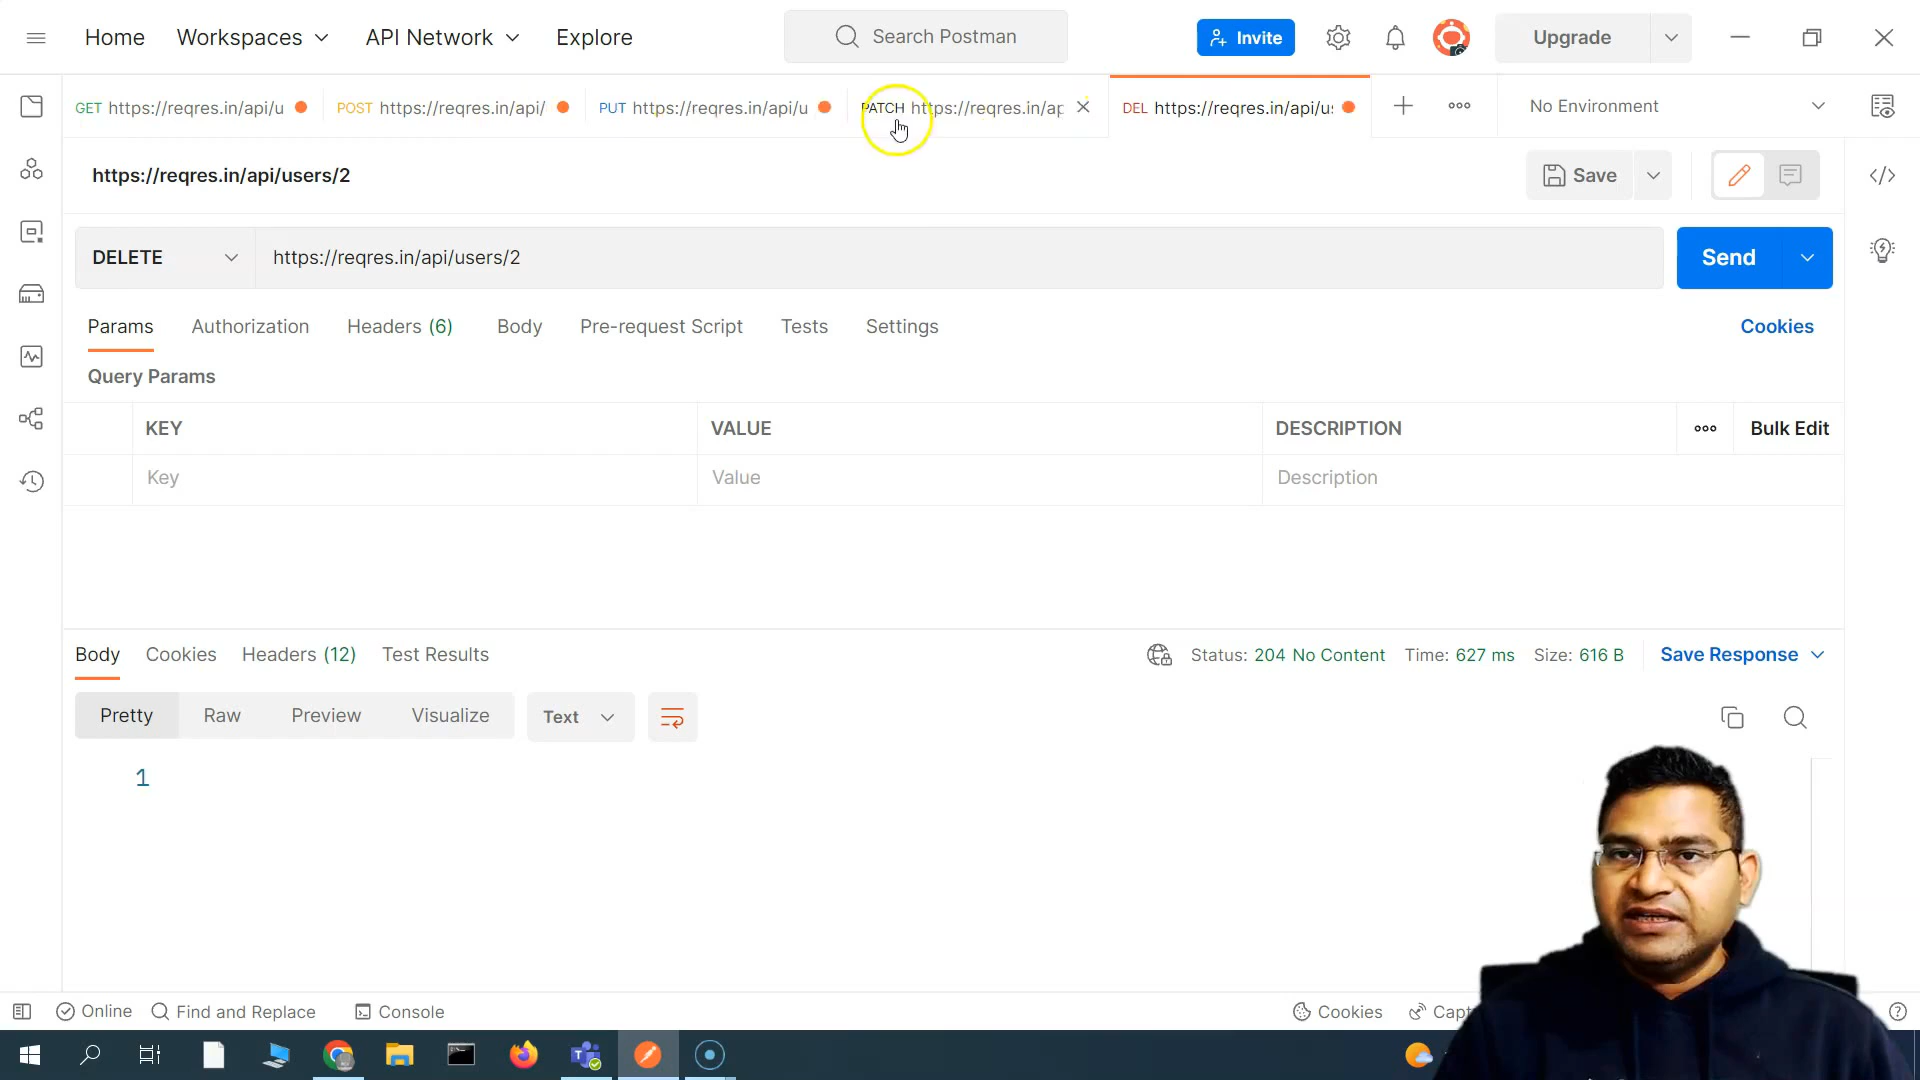 Home Workspaces API Network Explore Search Postman Invite Upgrade
GET https://reqres.in/api/u POST https://reqres.in/api/ PUT https://reqres.in/api/u PATCH https://reqres.in/ap DEL https://reqres.in/api/us No Environment
https://reqres.in/api/users/2 Save
DELETE https://reqres.in/api/users/2 Send
Params Authorization Headers (6) Body Pre-request Script Tests Settings Cookies
Query Params
KEY VALUE DESCRIPTION Bulk Edit
Key Value Description
Body Cookies Headers (12) Test Results Status: 204 No Content Time: 627 ms Size: 616 B Save Response
Pretty Raw Preview Visualize Text
1
Online Find and Replace Console Cookies Capt